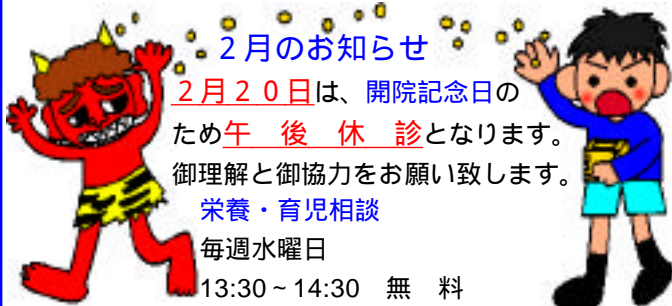 ２月のお知らせ
２月２０日は、開院記念日の
ため午　後　休　診となります。
御理解と御協力をお願い致します。
栄養・育児相談
毎週水曜日
13:30～14:30　無　料